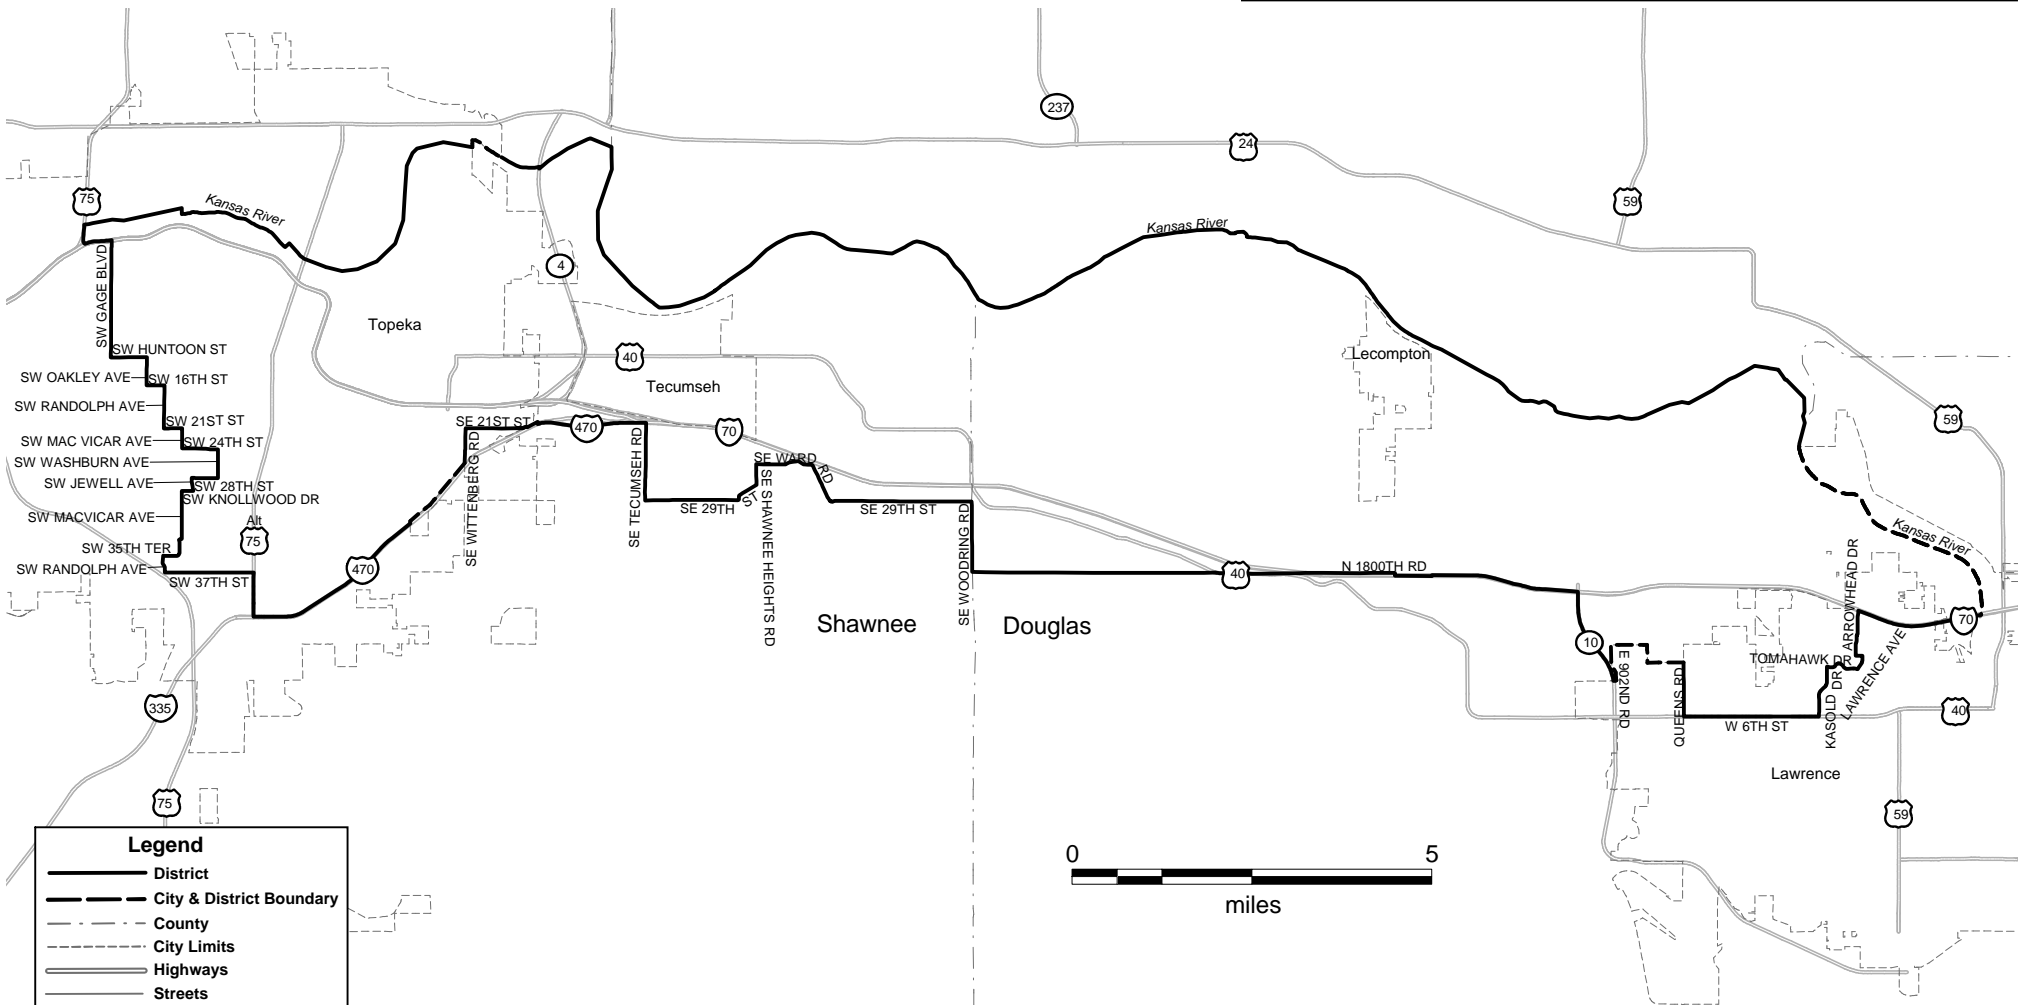 237
24
75
Kansas River
59
Kansas River
4
SW GAGE BLVD
Topeka
SW HUNTOON ST
40
Lecompton
SW OAKLEY AVE
SW 16TH ST
Tecumseh
SW RANDOLPH AVE
SW 21ST ST
SE 21ST ST
470
70
59
SW MAC VICAR AVE
SW 24TH ST
SW WASHBURN AVE
SE WARD RD
SW JEWELL AVE
SW 28TH ST
SW KNOLLWOOD DR
SE WITTENBERG RD
SE TECUMSEH RD
SE 29TH ST
SE SHAWNEE HEIGHTS RD
SE 29TH ST
SE WOODRING RD
SW MACVICAR AVE
Alt
75
Kansas River
SW 35TH TER
SW RANDOLPH AVE
SW 37TH ST
470
40
N 1800TH RD
ARROWHEAD DR
Shawnee
Douglas
70
10
E 902ND RD
QUEENS RD
TOMAHAWK DR
KASOLD DR
LAWRENCE AVE
335
W 6TH ST
40
Lawrence
75
59
Legend
District
City & District Boundary
County
City Limits
Highways
Streets
0 5
miles